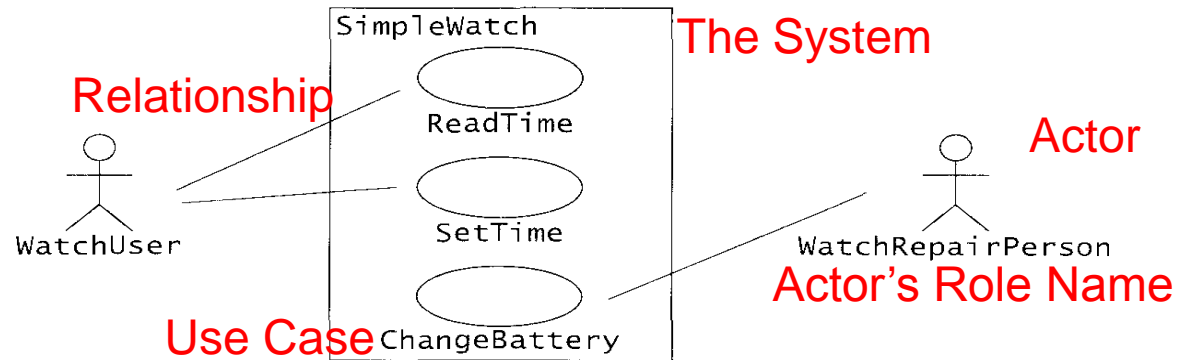 SimpleWatch
The System
Relationship
ReadTime
Actor
WatchUser
SetTime
WatchRepairPerson
Actor's Role Name
Use Case
ChangeBattery